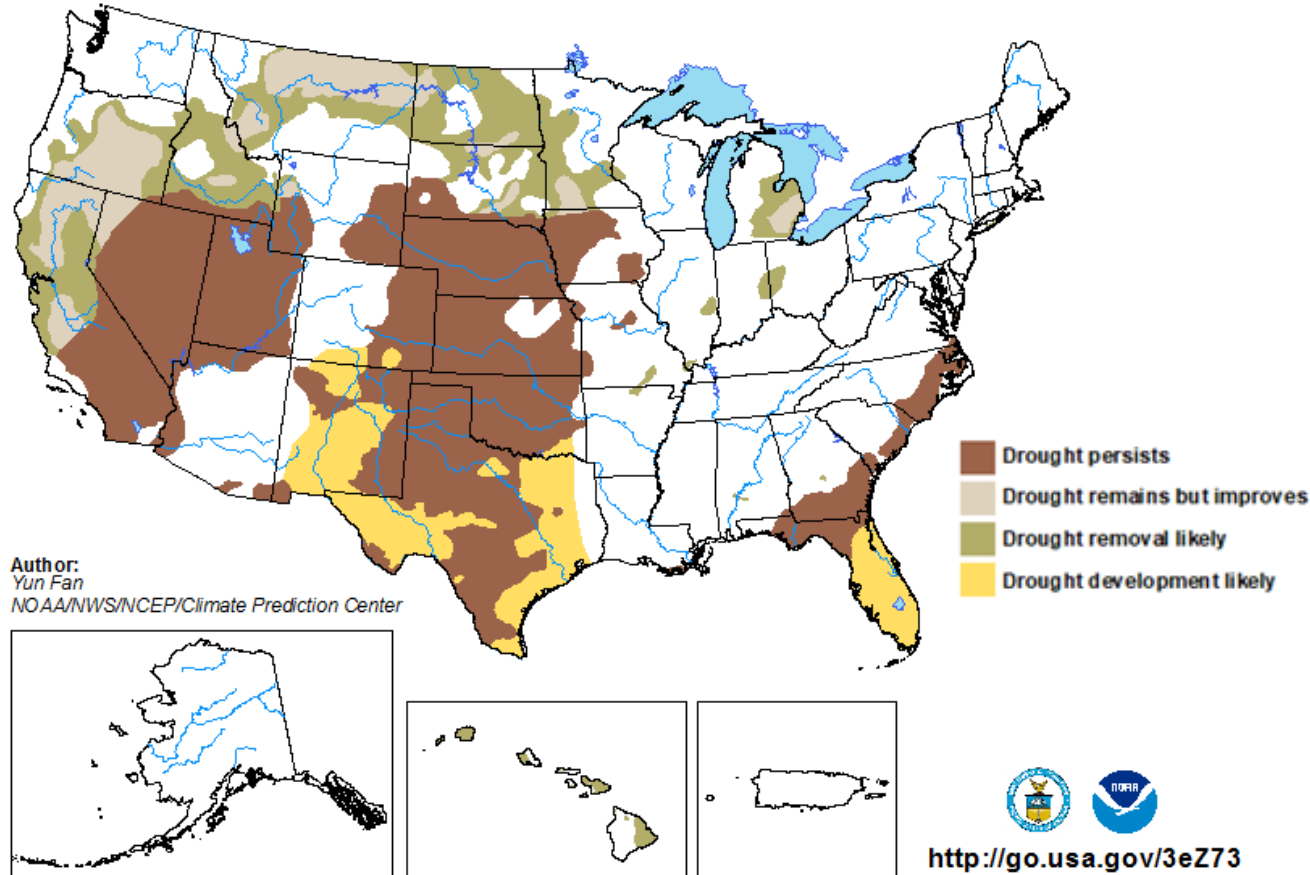 Drought persists
Drought remains but improves
Drought removal likely
Drought development likely
Author:
Yun Fan
NOAA/NWS/NCEP/Climate Prediction Center
NOAA
http://go.usa.gov/3eZ73